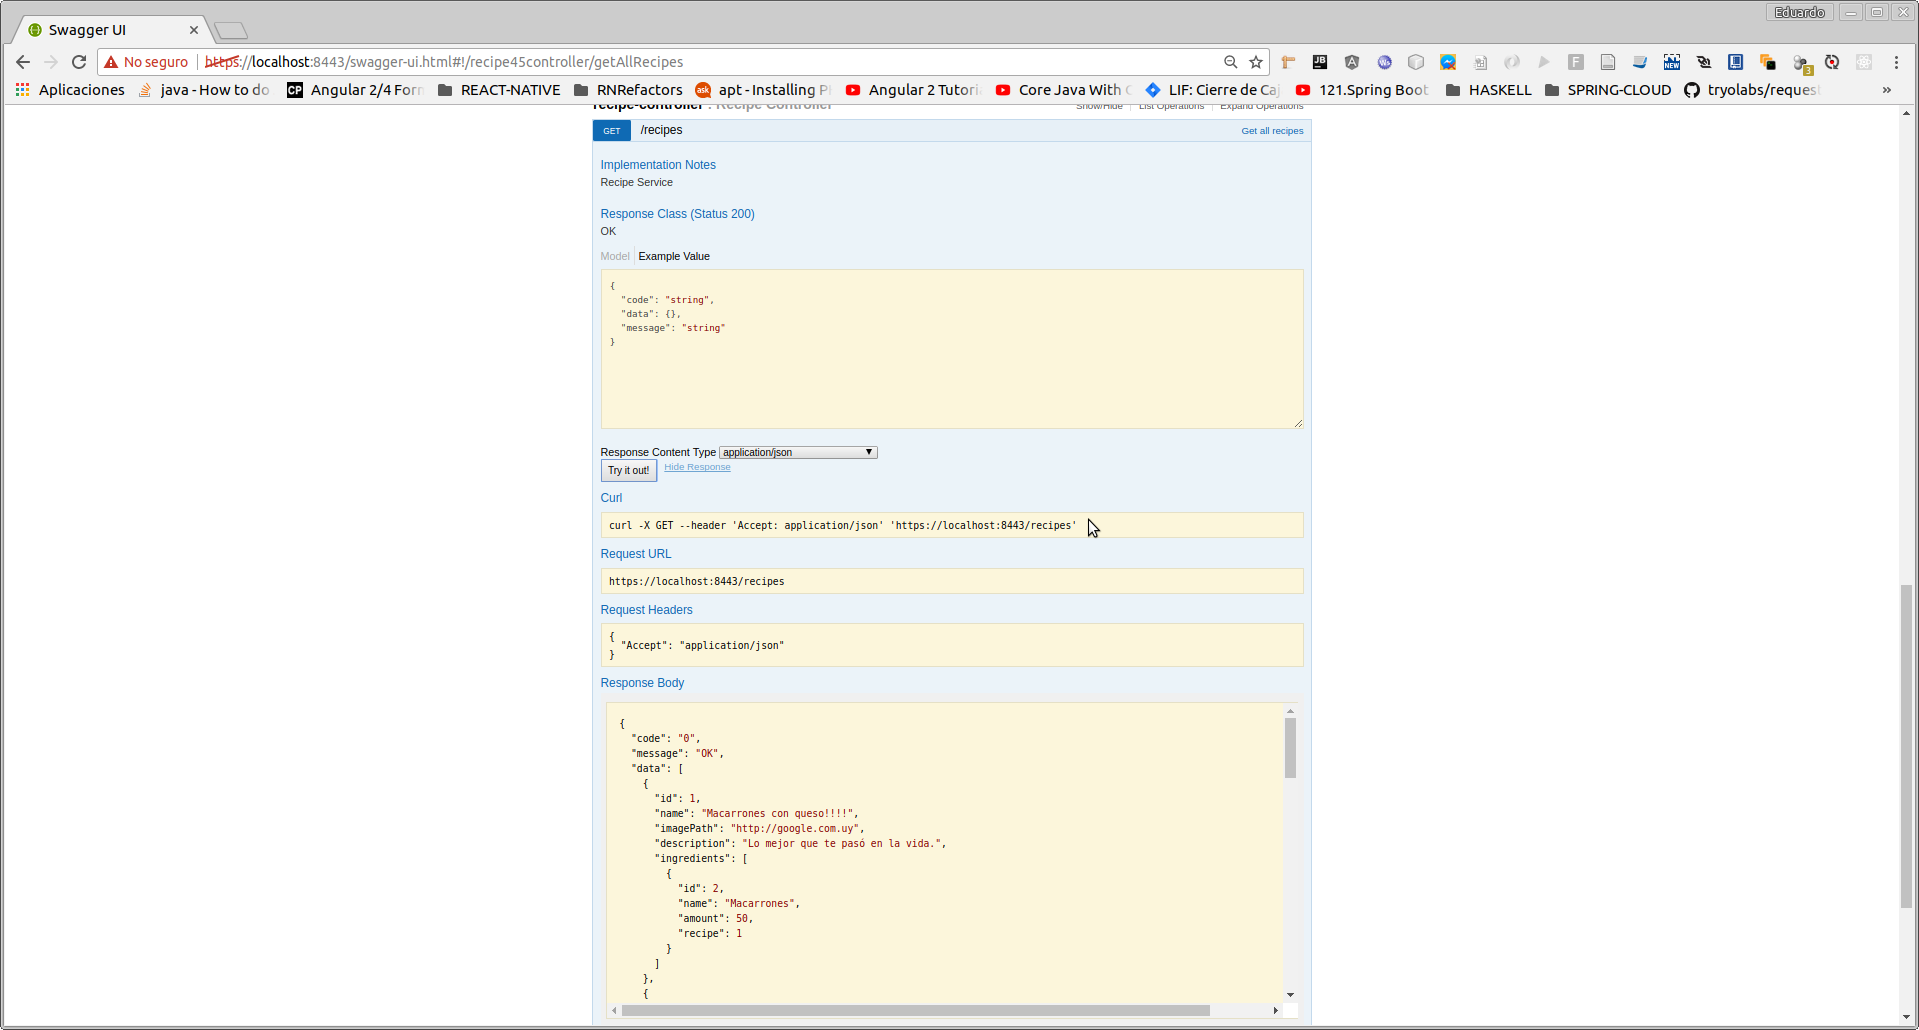 Eduardo
Swagger UI
No seguro https://localhost:8443/swagger-ui.html#!/recipe45controller/getAllRecipes
Aplicaciones java - How to do Angular 2/4 Form REACT-NATIVE RNRefactors apt - Installing P Angular 2 Tutori Core Java With LIF: Cierre de Caj 121.Spring Boot HASKELL SPRING-CLOUD tryolabs/reques »
recipe-controller : Recipe Controller Show/Hide List Operations Expand Operations
GET /recipes Get all recipes
Implementation Notes
Recipe Service
Response Class (Status 200)
OK
Model Example Value
{
"code": "string",
"data": {},
"message": "string"
}
Response Content Type application/json
Try it out! Hide Response
Curl
curl -X GET --header 'Accept: application/json' 'https://localhost:8443/recipes'
Request URL
https://localhost:8443/recipes
Request Headers
{
"Accept": "application/json"
}
Response Body
{
"code": "0",
"message": "OK",
"data": [
{
"id": 1,
"name": "Macarrones con queso!!!!",
"imagePath": "http://google.com.uy",
"description": "Lo mejor que te pasó en la vida.",
"ingredients": [
{
"id": 2,
"name": "Macarrones",
"amount": 50,
"recipe": 1
}
]
},
{